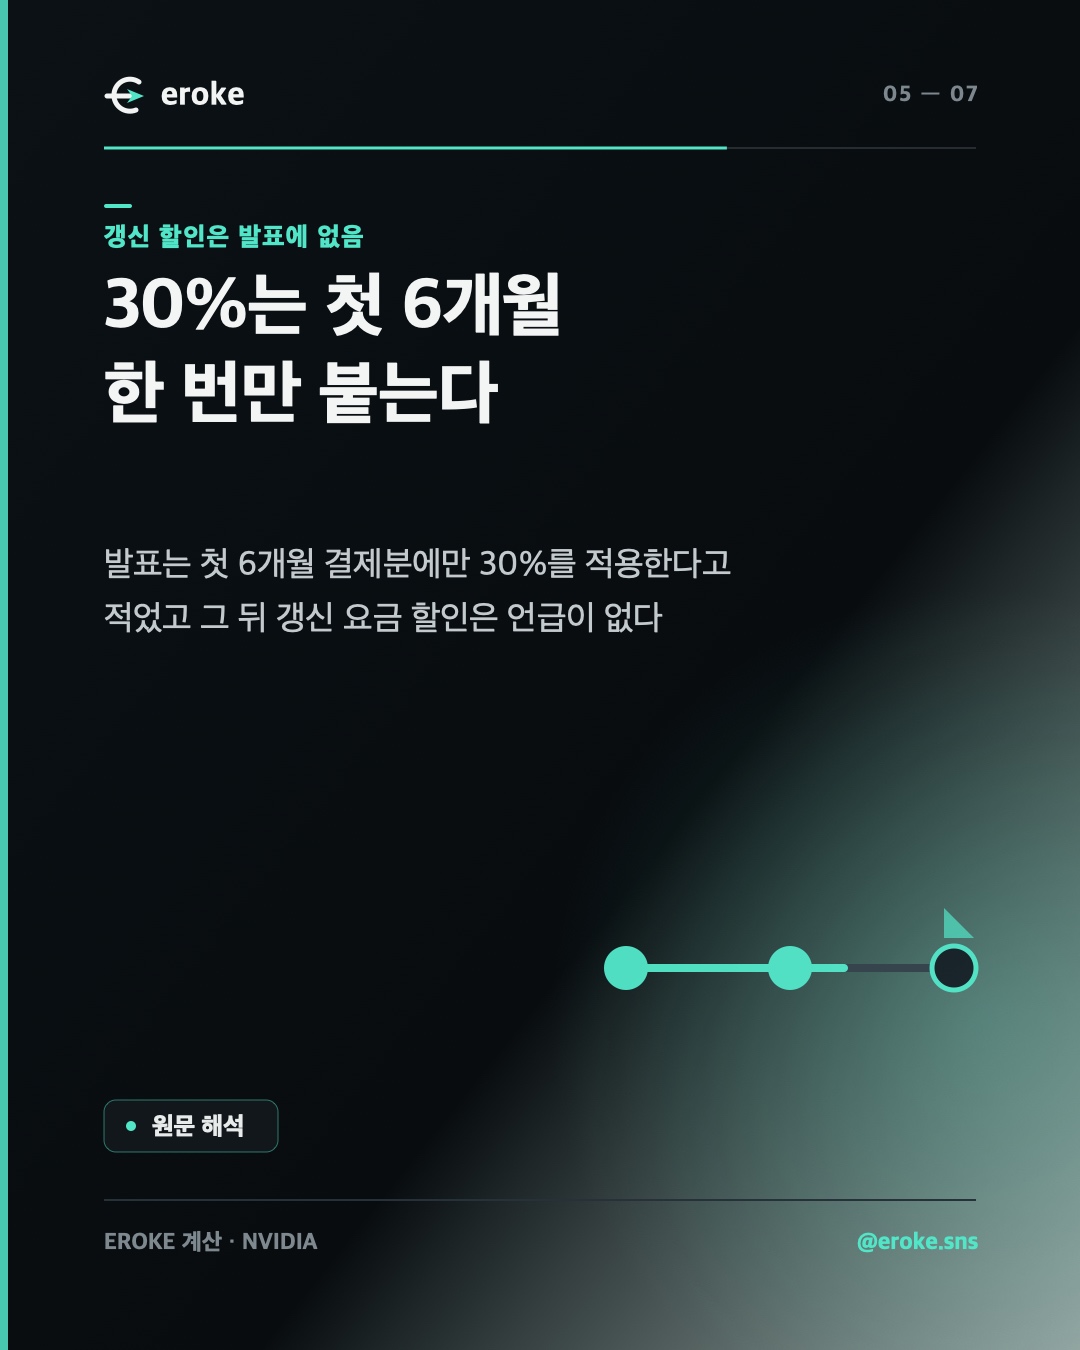 eroke
05 — 07
갱신 할인은 발표에 없음
30%는 첫 6개월
한 번만 붙는다
발표는 첫 6개월 결제분에만 30%를 적용한다고
적었고 그 뒤 갱신 요금 할인은 언급이 없다
원문 해석
EROKE 계산 · NVIDIA
@eroke.sns